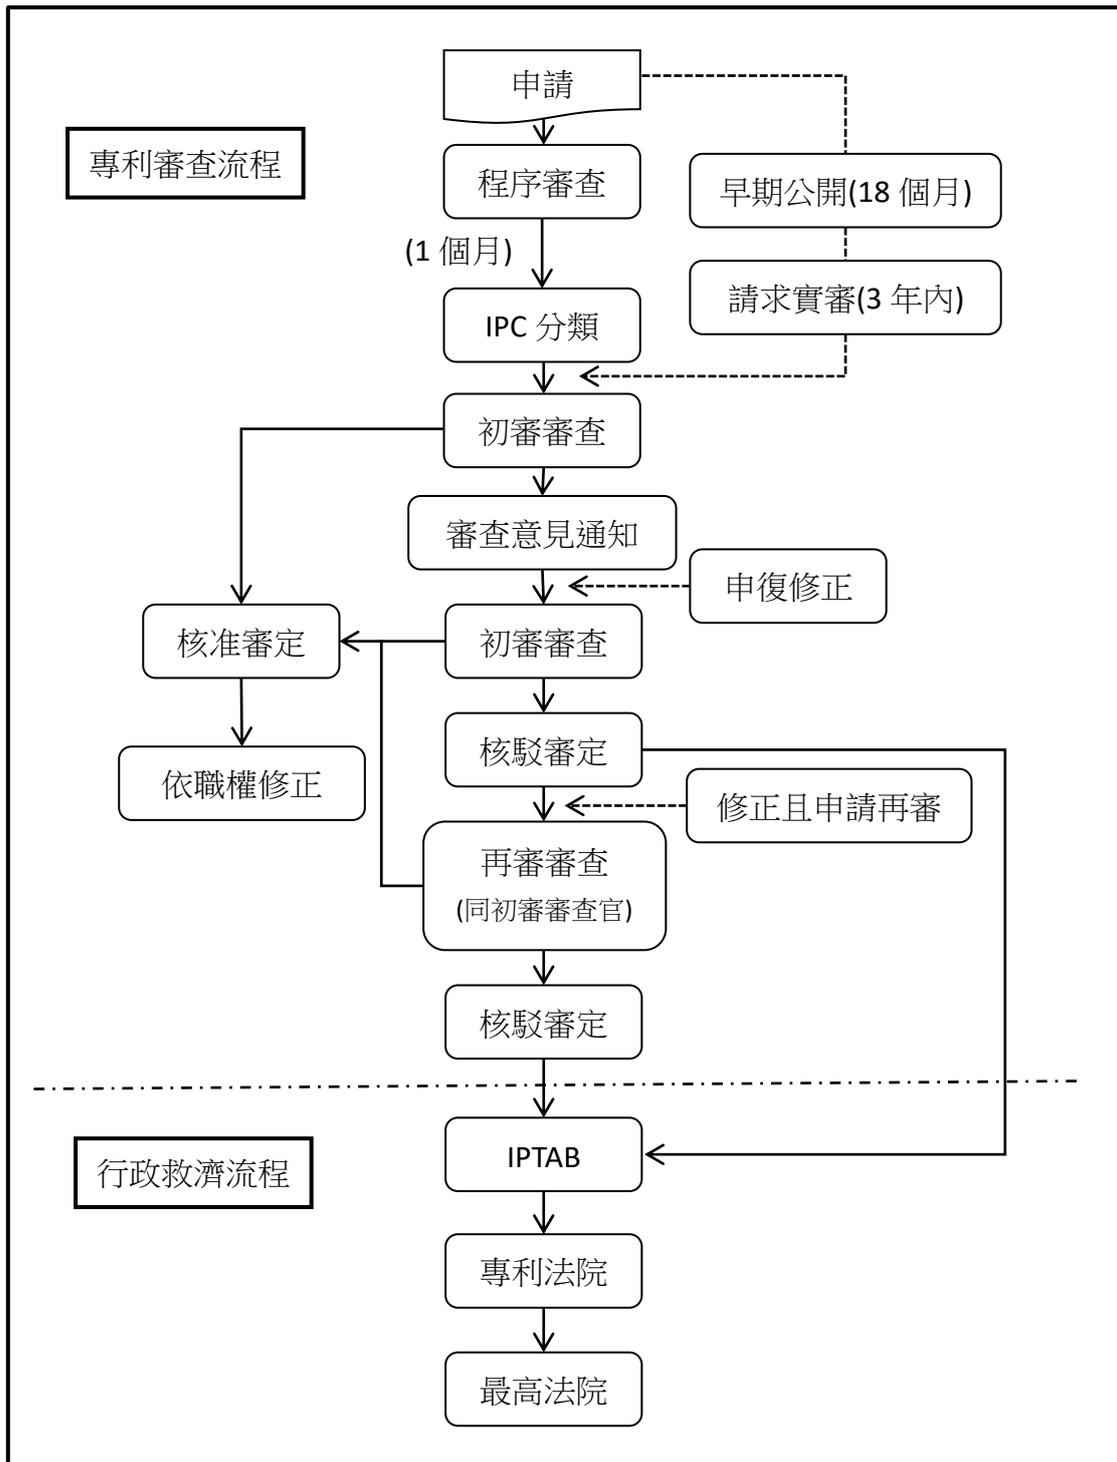 申請
專利審查流程
程序審查
早期公開(18 個月)
(1 個月)
請求實審(3 年內)
IPC 分類
初審審查
審查意見通知
申復修正
核准審定
初審審查
核駁審定
依職權修正
修正且申請再審
再審審查
(同初審審查官)
核駁審定
IPTAB
行政救濟流程
專利法院
最高法院